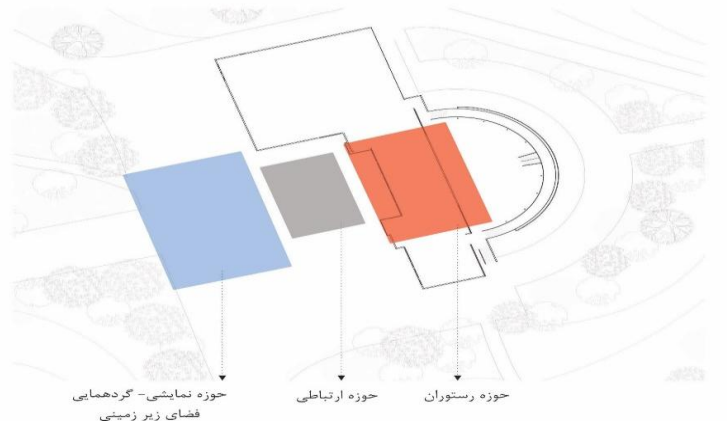 حوزه رستوران
حوزه ارتباطی
حوزه نمایشی- گردهمایی
فضای زیر زمینی